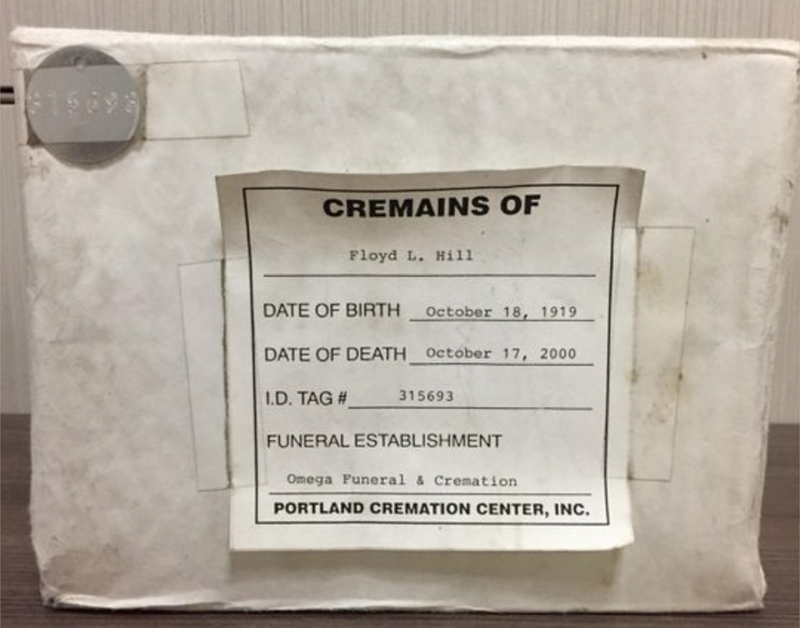 315693
CREMAINS OF
Floyd L. Hill
DATE OF BIRTH October 18, 1919
DATE OF DEATH October 17, 2000
I.D. TAG # 315693
FUNERAL ESTABLISHMENT
Omega Funeral & Cremation
PORTLAND CREMATION CENTER, INC.